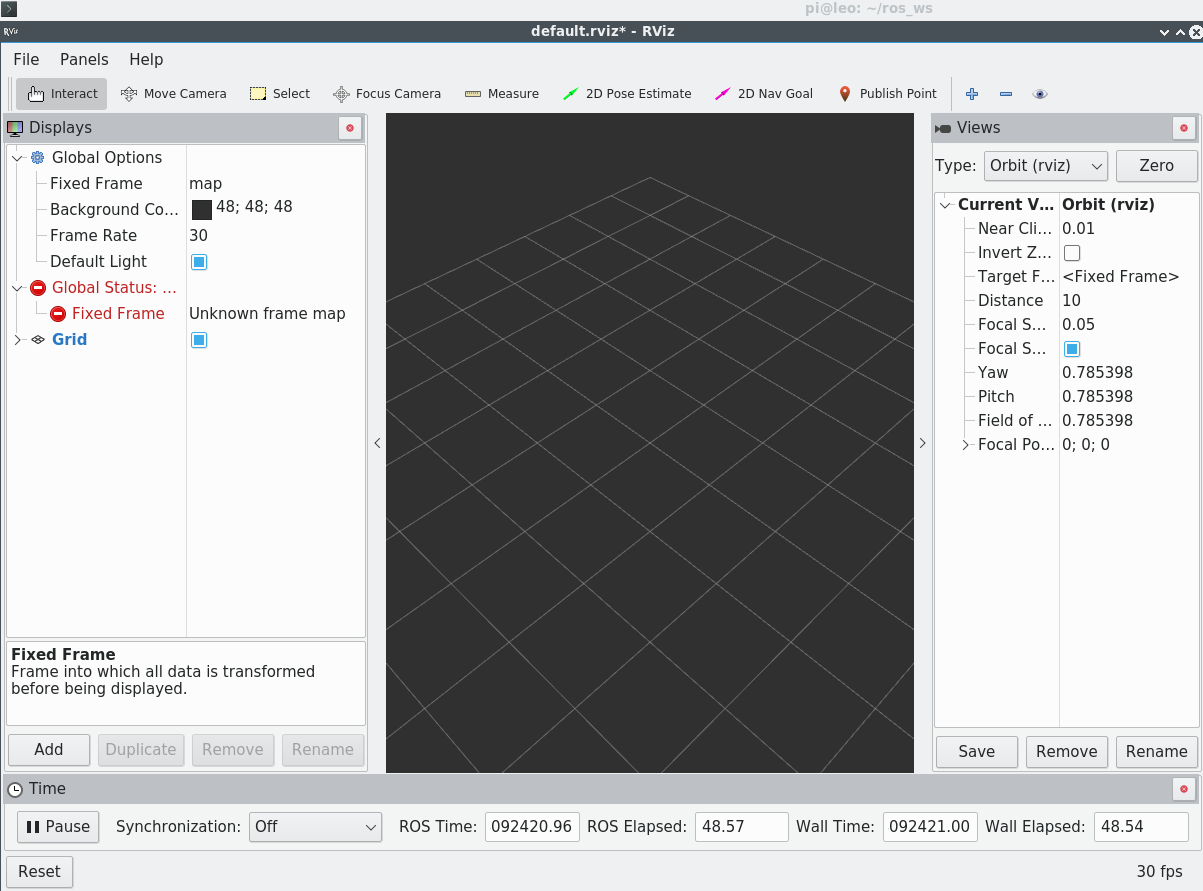 pi@leo: ~/ros_ws
RViz
default.rviz* - RViz
File Panels Help
Interact Move Camera Select Focus Camera Measure 2D Pose Estimate 2D Nav Goal Publish Point
Displays
Global Options
Fixed Frame map
Background Co... 48; 48; 48
Frame Rate 30
Default Light
Global Status: ...
Fixed Frame Unknown frame map
Grid
Fixed Frame
Frame into which all data is transformed
before being displayed.
Add Duplicate Remove Rename
Views
Type: Orbit (rviz) Zero
Current V... Orbit (rviz)
Near Cli... 0.01
Invert Z...
Target F... <Fixed Frame>
Distance 10
Focal S... 0.05
Focal S...
Yaw 0.785398
Pitch 0.785398
Field of ... 0.785398
Focal Po... 0; 0; 0
Save Remove Rename
Time
Pause Synchronization: Off ROS Time: 092420.96 ROS Elapsed: 48.57 Wall Time: 092421.00 Wall Elapsed: 48.54
Reset 30 fps